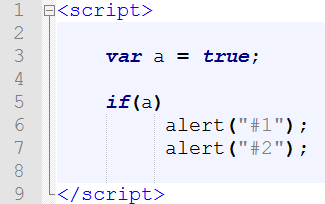 1 <script>
2
3 var a = true;
4
5 if(a)
6 alert("#1");
7 alert("#2");
8
9 </script>